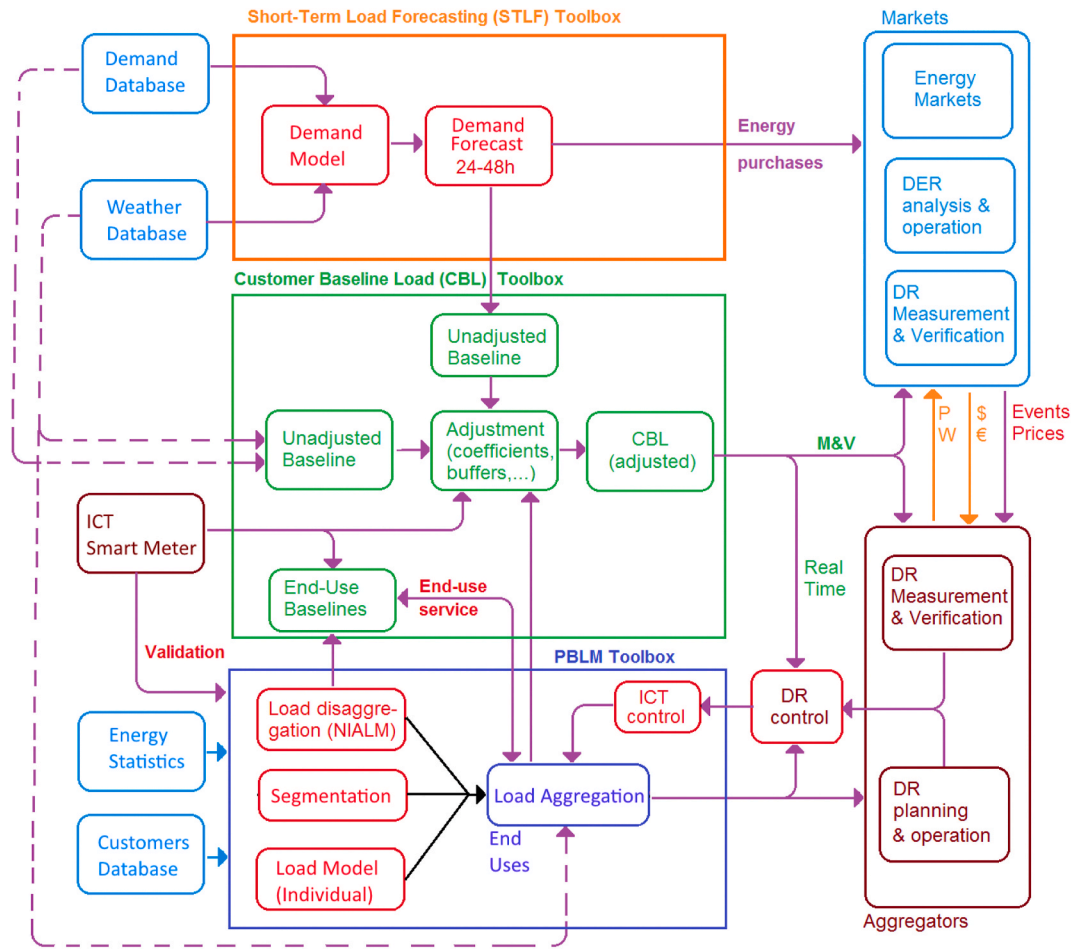 Short-Term Load Forecasting (STLF) Toolbox
Markets
Demand
Database
Weather
Database
Demand
Model
Demand
Forecast
24-48h
Energy
purchases
Energy
Markets
DER
analysis &
operation
DR
Measurement
& Verification
Customer Baseline Load (CBL) Toolbox
Unadjusted
Baseline
Unadjusted
Baseline
Adjustment
(coefficients,
buffers,...)
CBL
(adjusted)
M&V
P
W
$
€
Events
Prices
ICT
Smart Meter
End-Use
Baselines
End-use
service
Real
Time
DR
Measurement
& Verification
Validation
PBLM Toolbox
Load disaggre-
gation (NIALM)
ICT
control
DR
control
Energy
Statistics
Segmentation
Load Aggregation
DR
planning
& operation
Customers
Database
Load Model
(Individual)
End
Uses
Aggregators